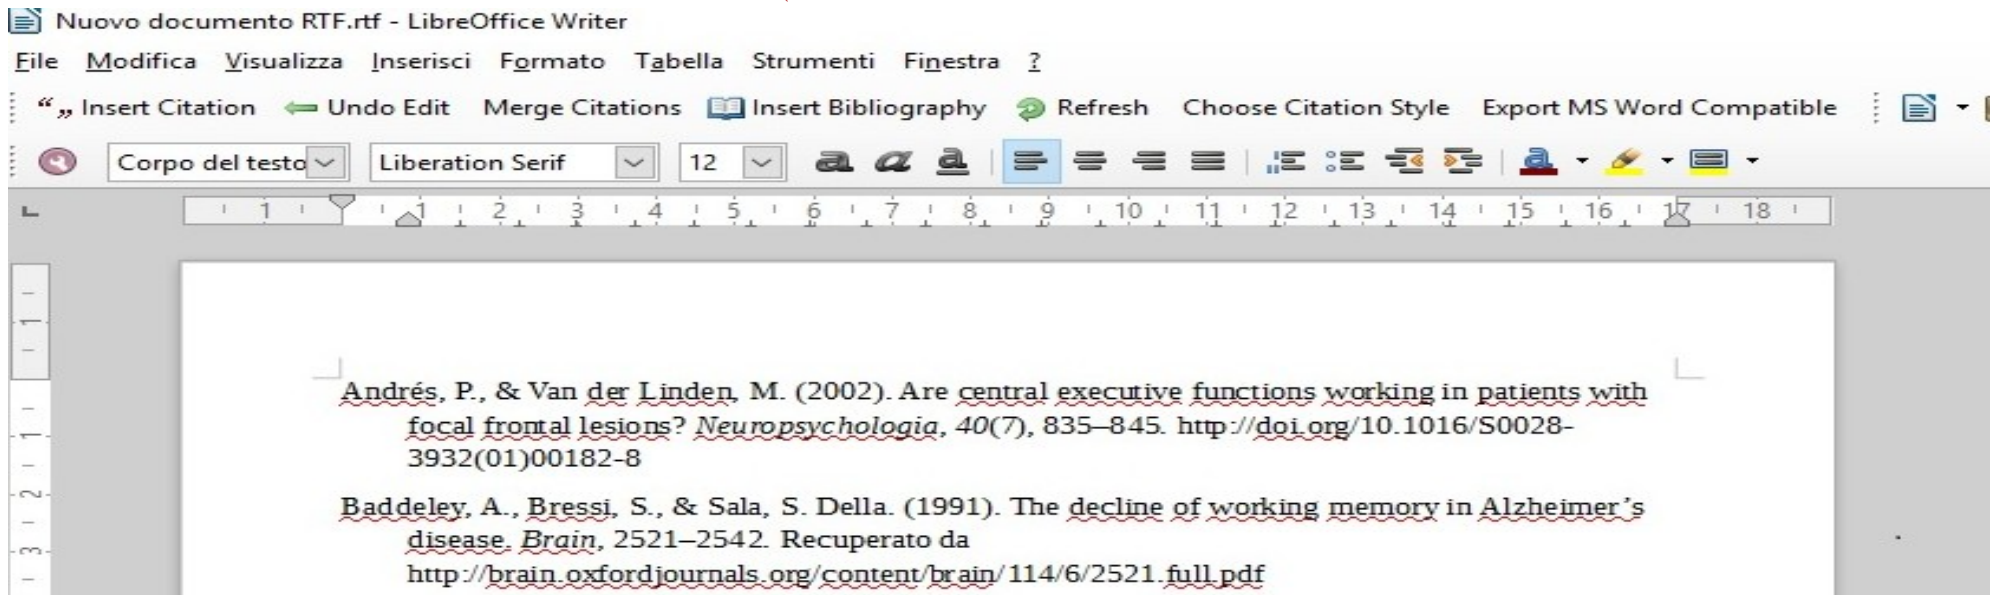 Nuovo documento RTF.rtf - LibreOffice Writer
File Modifica Visualizza Inserisci Formato Tabella Strumenti Finestra ?
“ „ Insert Citation Undo Edit Merge Citations Insert Bibliography Refresh Choose Citation Style Export MS Word Compatible
Corpo del testo Liberation Serif 12 a a a a
1 1 2 3 4 5 6 7 8 9 10 11 12 13 14 15 16 17 18
1
1
2
3
Andrés, P., & Van der Linden, M. (2002). Are central executive functions working in patients with
focal frontal lesions? Neuropsychologia, 40(7), 835–845. http://doi.org/10.1016/S0028-
3932(01)00182-8
Baddeley, A., Bressi, S., & Sala, S. Della. (1991). The decline of working memory in Alzheimer’s
disease. Brain, 2521–2542. Recuperato da
http://brain.oxfordjournals.org/content/brain/114/6/2521.full.pdf